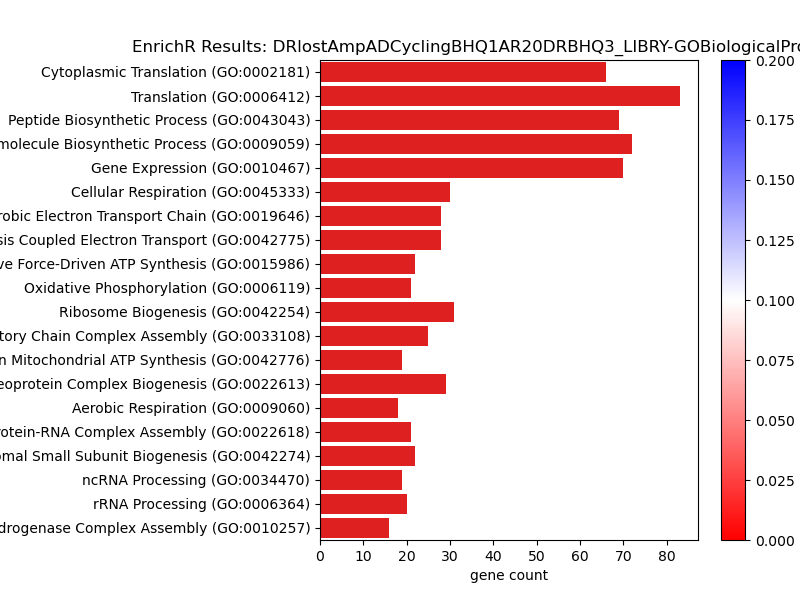 EnrichR Results: DRlostAmpADCyclingBHQ1AR20DRBHQ3_LIBRY-GOBiologicalPro
Cytoplasmic Translation (GO:0002181)
Translation (GO:0006412)
Peptide Biosynthetic Process (GO:0043043)
molecule Biosynthetic Process (GO:0009059)
Gene Expression (GO:0010467)
Cellular Respiration (GO:0045333)
robic Electron Transport Chain (GO:0019646)
sis Coupled Electron Transport (GO:0042775)
ve Force-Driven ATP Synthesis (GO:0015986)
Oxidative Phosphorylation (GO:0006119)
Ribosome Biogenesis (GO:0042254)
tory Chain Complex Assembly (GO:0033108)
n Mitochondrial ATP Synthesis (GO:0042776)
eoprotein Complex Biogenesis (GO:0022613)
Aerobic Respiration (GO:0009060)
rotein-RNA Complex Assembly (GO:0022618)
omal Small Subunit Biogenesis (GO:0042274)
ncRNA Processing (GO:0034470)
rRNA Processing (GO:0006364)
drogenase Complex Assembly (GO:0010257)
0 10 20 30 40 50 60 70 80
gene count
0.200
0.175
0.150
0.125
0.100
0.075
0.050
0.025
0.000